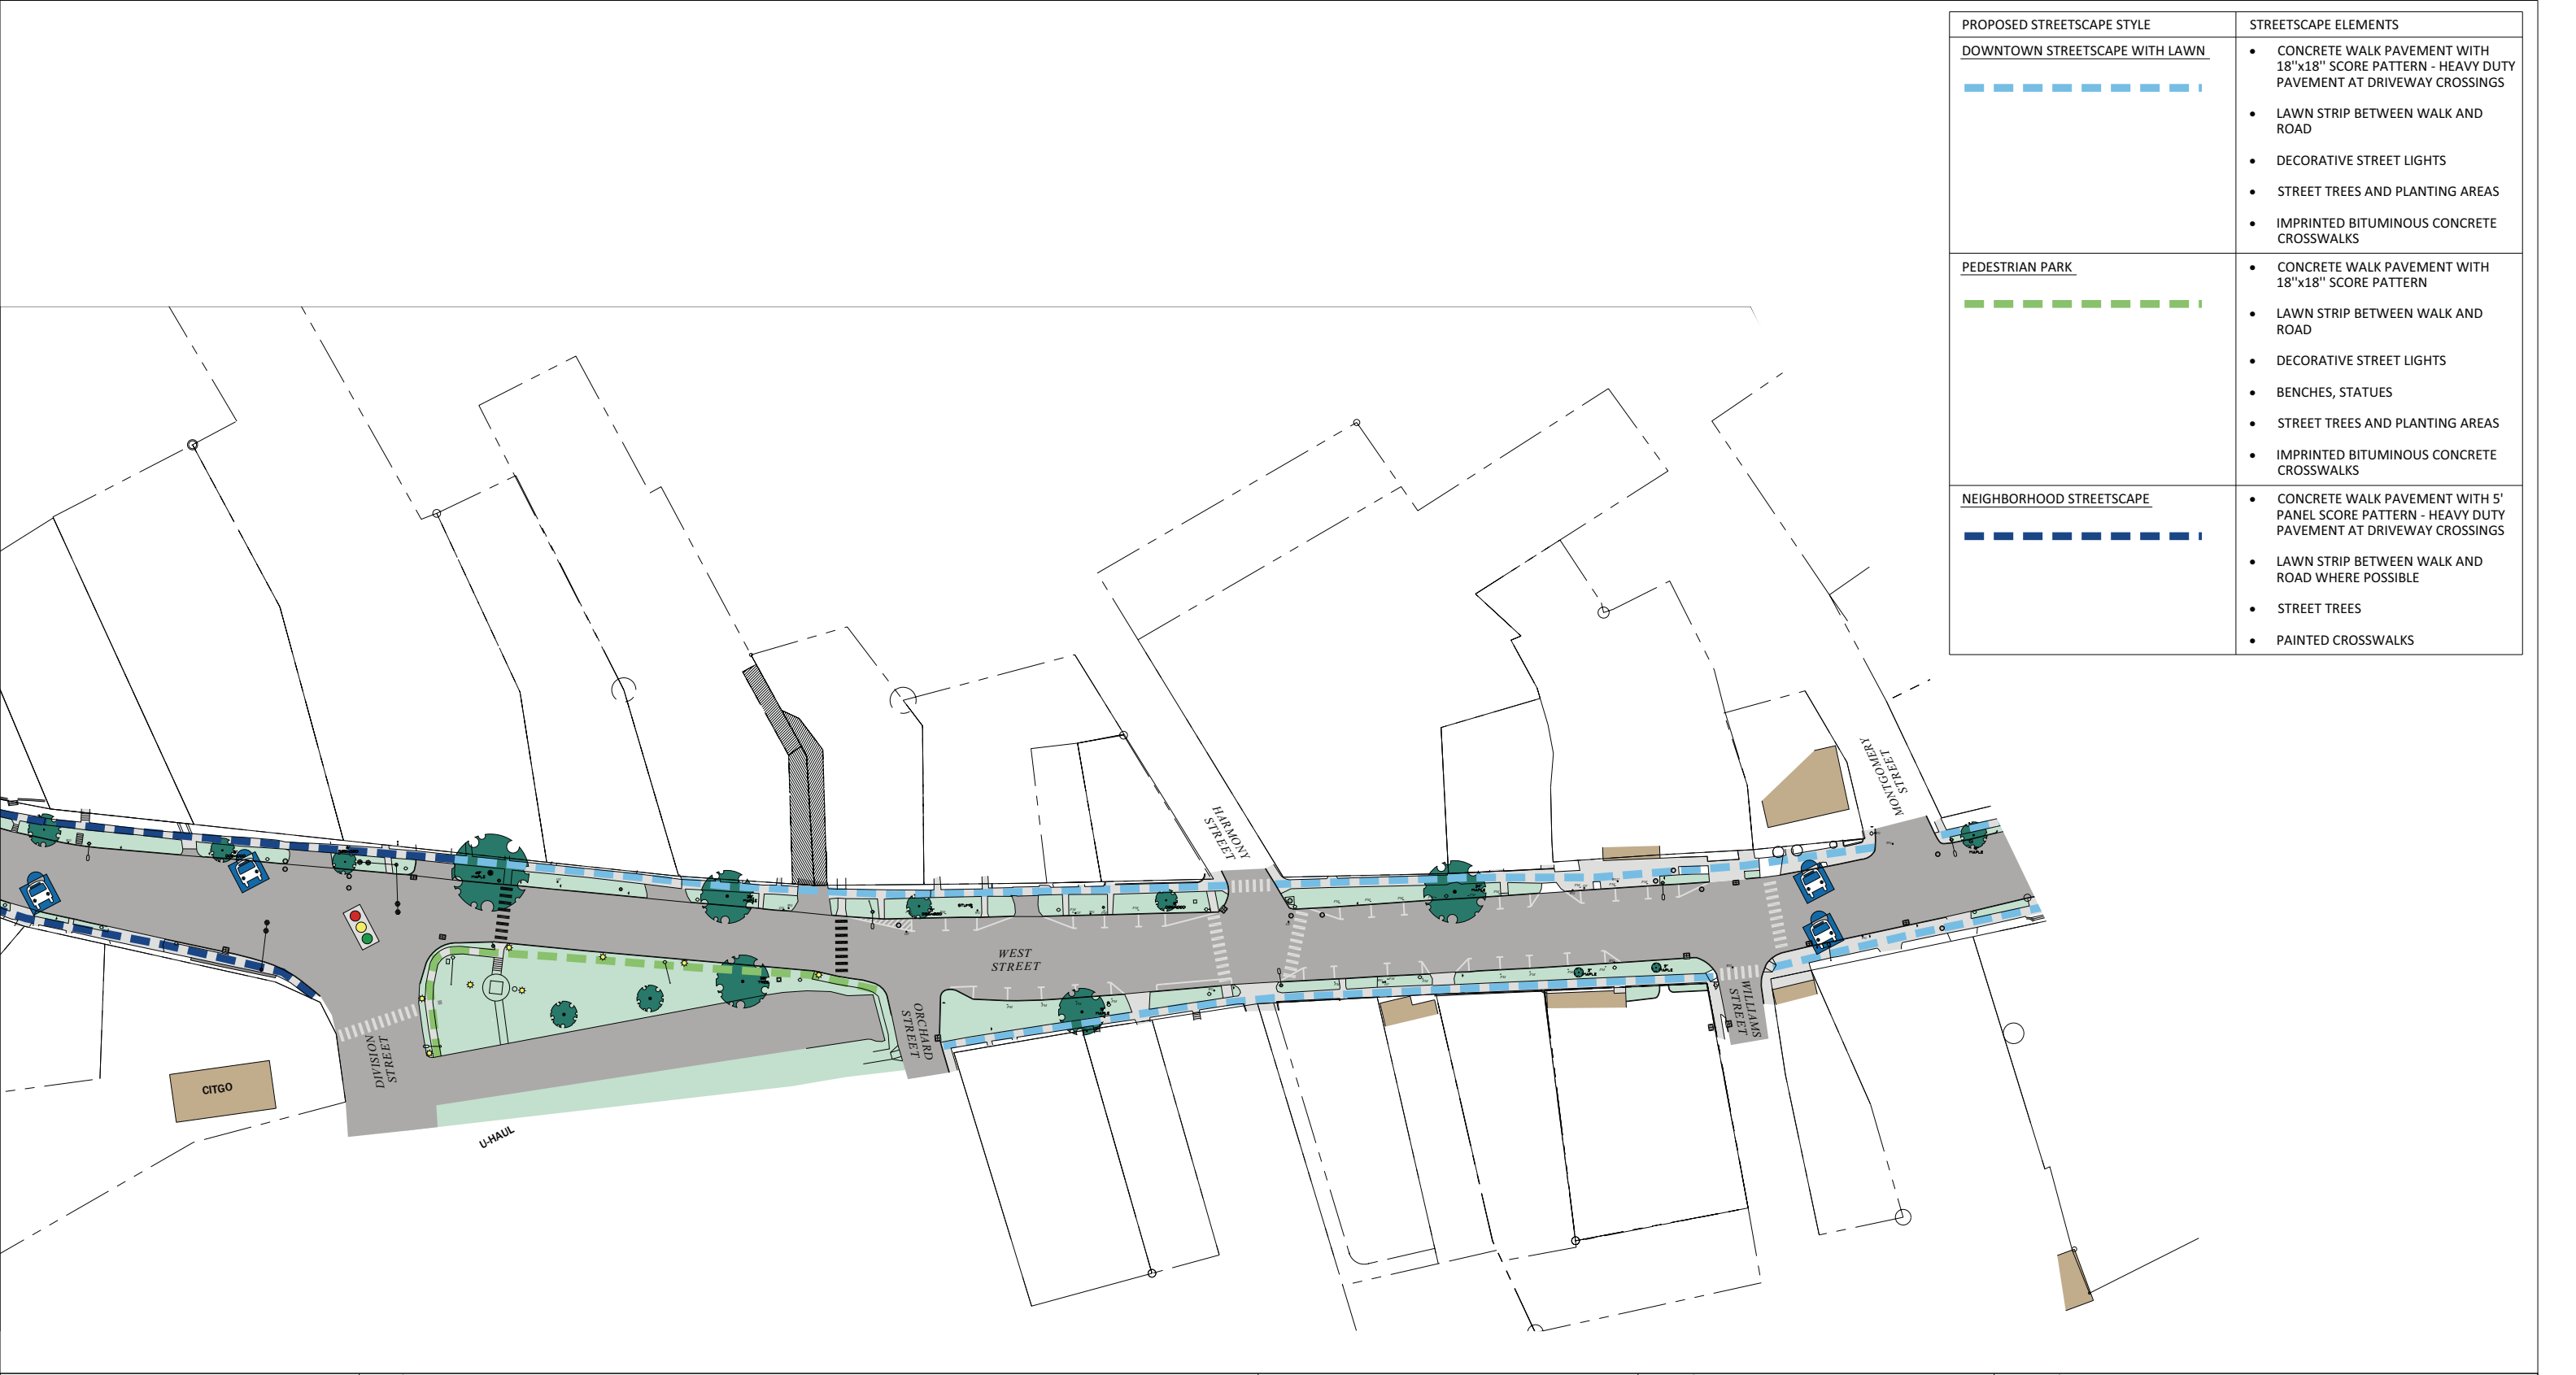 PROPOSED STREETSCAPE STYLE
STREETSCAPE ELEMENTS
DOWNTOWN STREETSCAPE WITH LAWN
• CONCRETE WALK PAVEMENT WITH
18"x18" SCORE PATTERN - HEAVY DUTY
PAVEMENT AT DRIVEWAY CROSSINGS
• LAWN STRIP BETWEEN WALK AND
ROAD
• DECORATIVE STREET LIGHTS
• STREET TREES AND PLANTING AREAS
• IMPRINTED BITUMINOUS CONCRETE
CROSSWALKS
PEDESTRIAN PARK
• CONCRETE WALK PAVEMENT WITH
18"x18" SCORE PATTERN
• LAWN STRIP BETWEEN WALK AND
ROAD
• DECORATIVE STREET LIGHTS
• BENCHES, STATUES
• STREET TREES AND PLANTING AREAS
• IMPRINTED BITUMINOUS CONCRETE
CROSSWALKS
NEIGHBORHOOD STREETSCAPE
• CONCRETE WALK PAVEMENT WITH 5'
PANEL SCORE PATTERN - HEAVY DUTY
PAVEMENT AT DRIVEWAY CROSSINGS
• LAWN STRIP BETWEEN WALK AND
ROAD WHERE POSSIBLE
• STREET TREES
• PAINTED CROSSWALKS
MONTGOMERY
STREET
HARMONY
STREET
WEST
STREET
ORCHARD
STREET
WILLIAMS
STREET
DIVISION
STREET
CITGO
U-HAUL